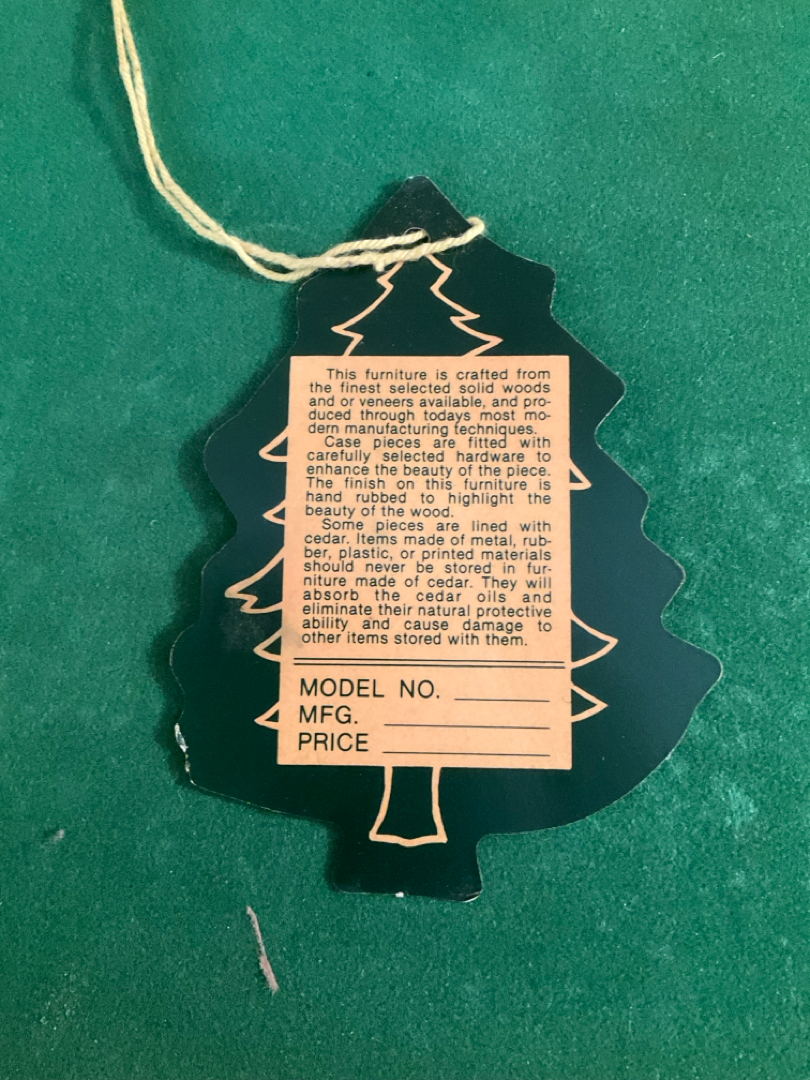 This furniture is crafted from
the finest selected solid woods
and or veneers available, and pro-
duced through todays most mo-
dern manufacturing techniques.
Case pieces are fitted with
carefully selected hardware to
enhance the beauty of the piece.
The finish on this furniture is
hand rubbed to highlight the
beauty of the wood.
Some pieces are lined with
cedar. Items made of metal, rub-
ber, plastic, or printed materials
should never be stored in fur-
niture made of cedar. They will
absorb the cedar oils and
eliminate their natural protective
ability and cause damage to
other items stored with them.
MODEL NO.
MFG.
PRICE